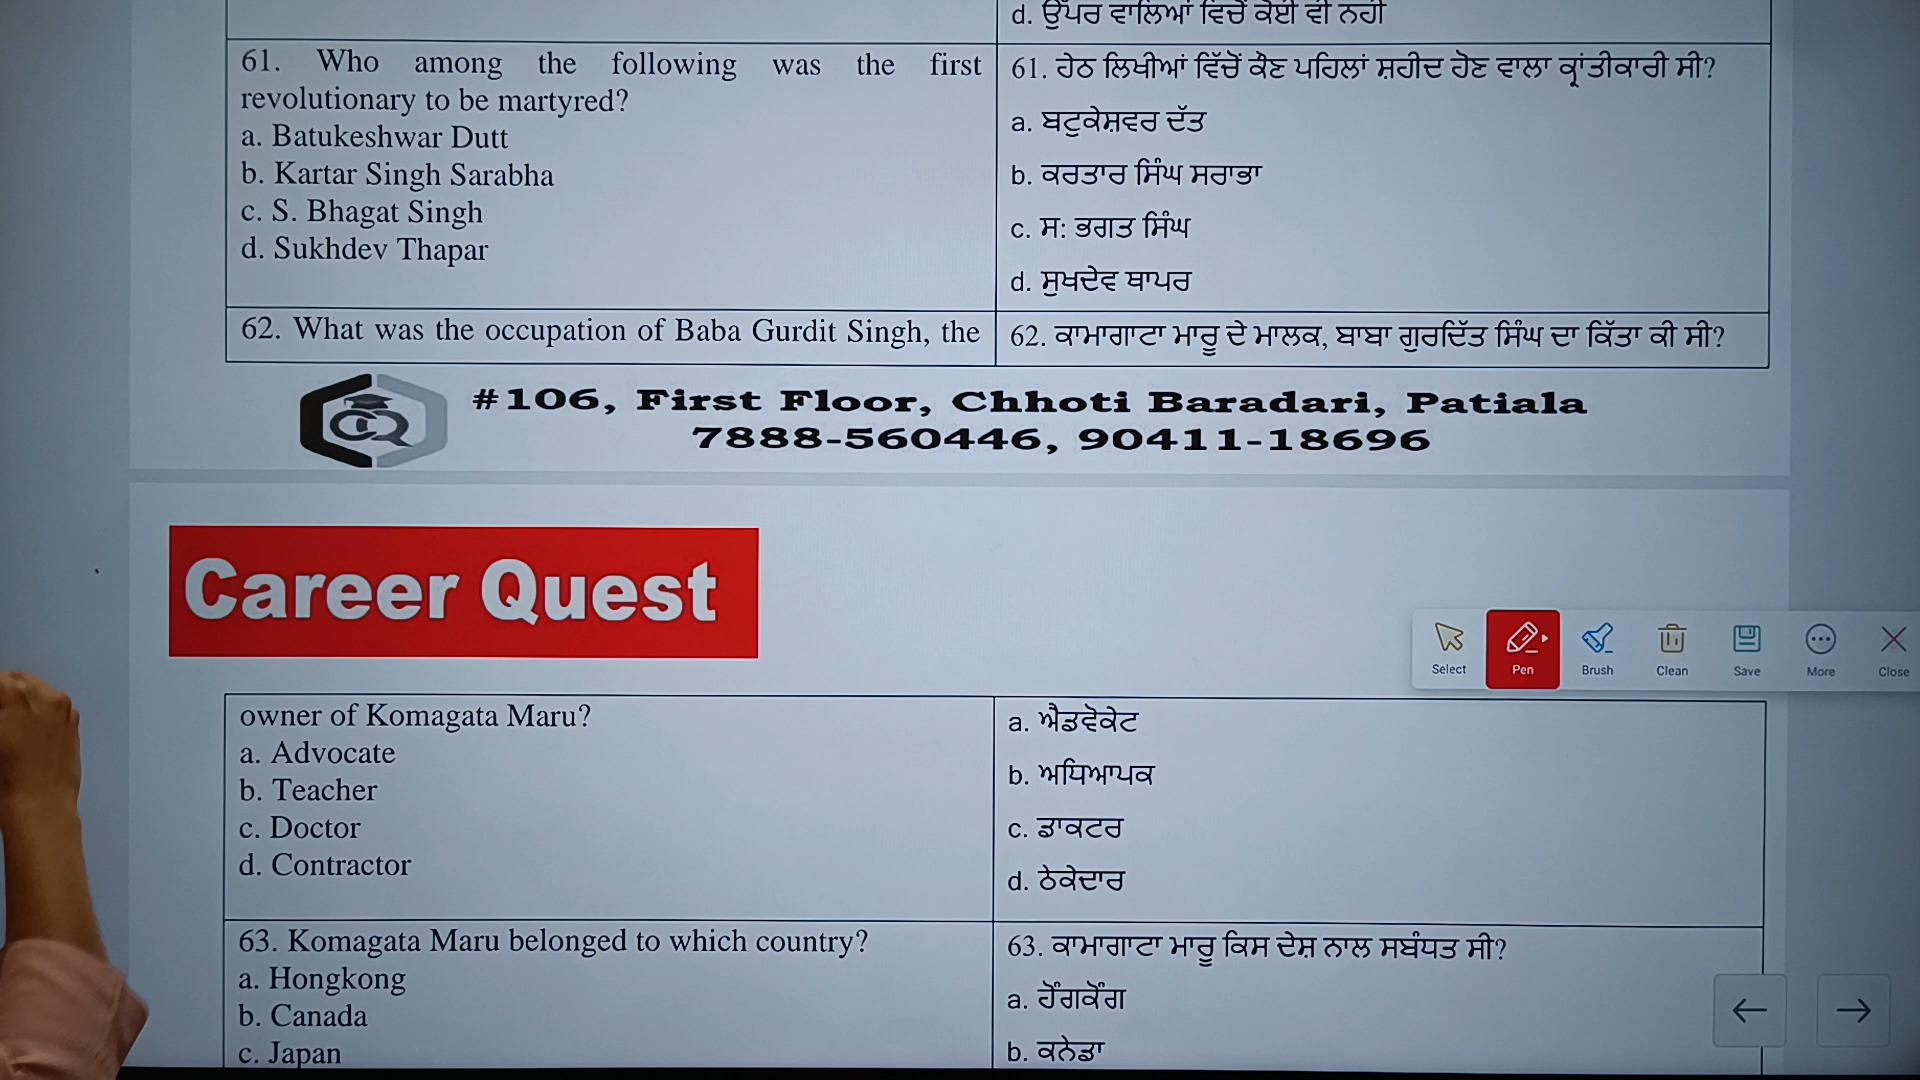 d. ਉੱਪਰ ਵਾਲਿਆਂ ਵਿਚੋਂ ਕੋਈ ਵੀ ਨਹੀਂ
61. Who among the following was the first
revolutionary to be martyred?
a. Batukeshwar Dutt
b. Kartar Singh Sarabha
c. S. Bhagat Singh
d. Sukhdev Thapar
61. ਹੇਠ ਲਿਖੀਆਂ ਵਿੱਚੋਂ ਕੌਣ ਪਹਿਲਾਂ ਸ਼ਹੀਦ ਹੋਣ ਵਾਲਾ ਕ੍ਰਾਂਤੀਕਾਰੀ ਸੀ?
a. ਬਟੁਕੇਸ਼ਵਰ ਦੱਤ
b. ਕਰਤਾਰ ਸਿੰਘ ਸਰਾਭਾ
c. ਸ: ਭਗਤ ਸਿੰਘ
d. ਸੁਖਦੇਵ ਥਾਪਰ
62. What was the occupation of Baba Gurdit Singh, the
62. ਕਾਮਾਗਾਟਾ ਮਾਰੂ ਦੇ ਮਾਲਕ, ਬਾਬਾ ਗੁਰਦਿੱਤ ਸਿੰਘ ਦਾ ਕਿੱਤਾ ਕੀ ਸੀ?
CQ
#106, First Floor, Chhoti Baradari, Patiala
7888-560446, 90411-18696
Career Quest
Select
Pen
Brush
Clean
Save
More
Close
owner of Komagata Maru?
a. Advocate
b. Teacher
c. Doctor
d. Contractor
a. ਐਡਵੋਕੇਟ
b. ਅਧਿਆਪਕ
c. ਡਾਕਟਰ
d. ਠੇਕੇਦਾਰ
63. Komagata Maru belonged to which country?
a. Hongkong
b. Canada
c. Japan
63. ਕਾਮਾਗਾਟਾ ਮਾਰੂ ਕਿਸ ਦੇਸ਼ ਨਾਲ ਸਬੰਧਤ ਸੀ?
a. ਹੋਂਗਕੋਂਗ
b. ਕਨੇਡਾ